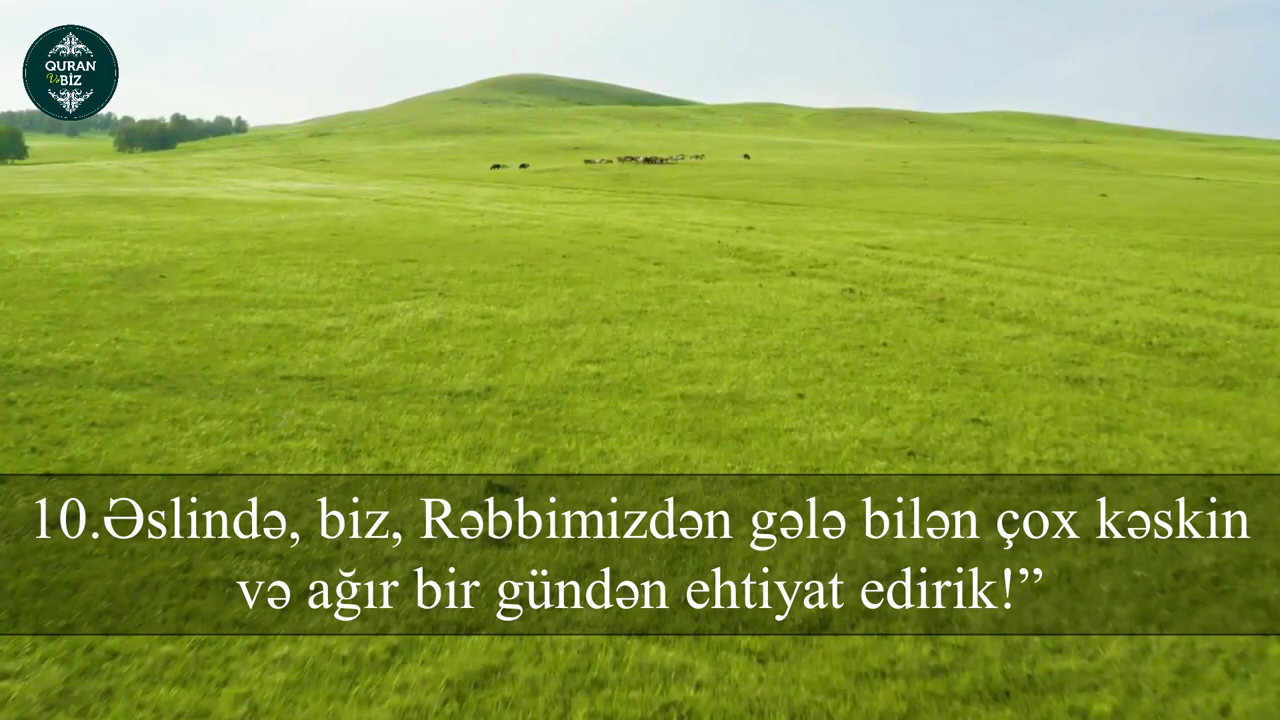 QURAN
Və BİZ
10.Əslində, biz, Rəbbimizdən gələ bilən çox kəskin
və ağır bir gündən ehtiyat edirik!”